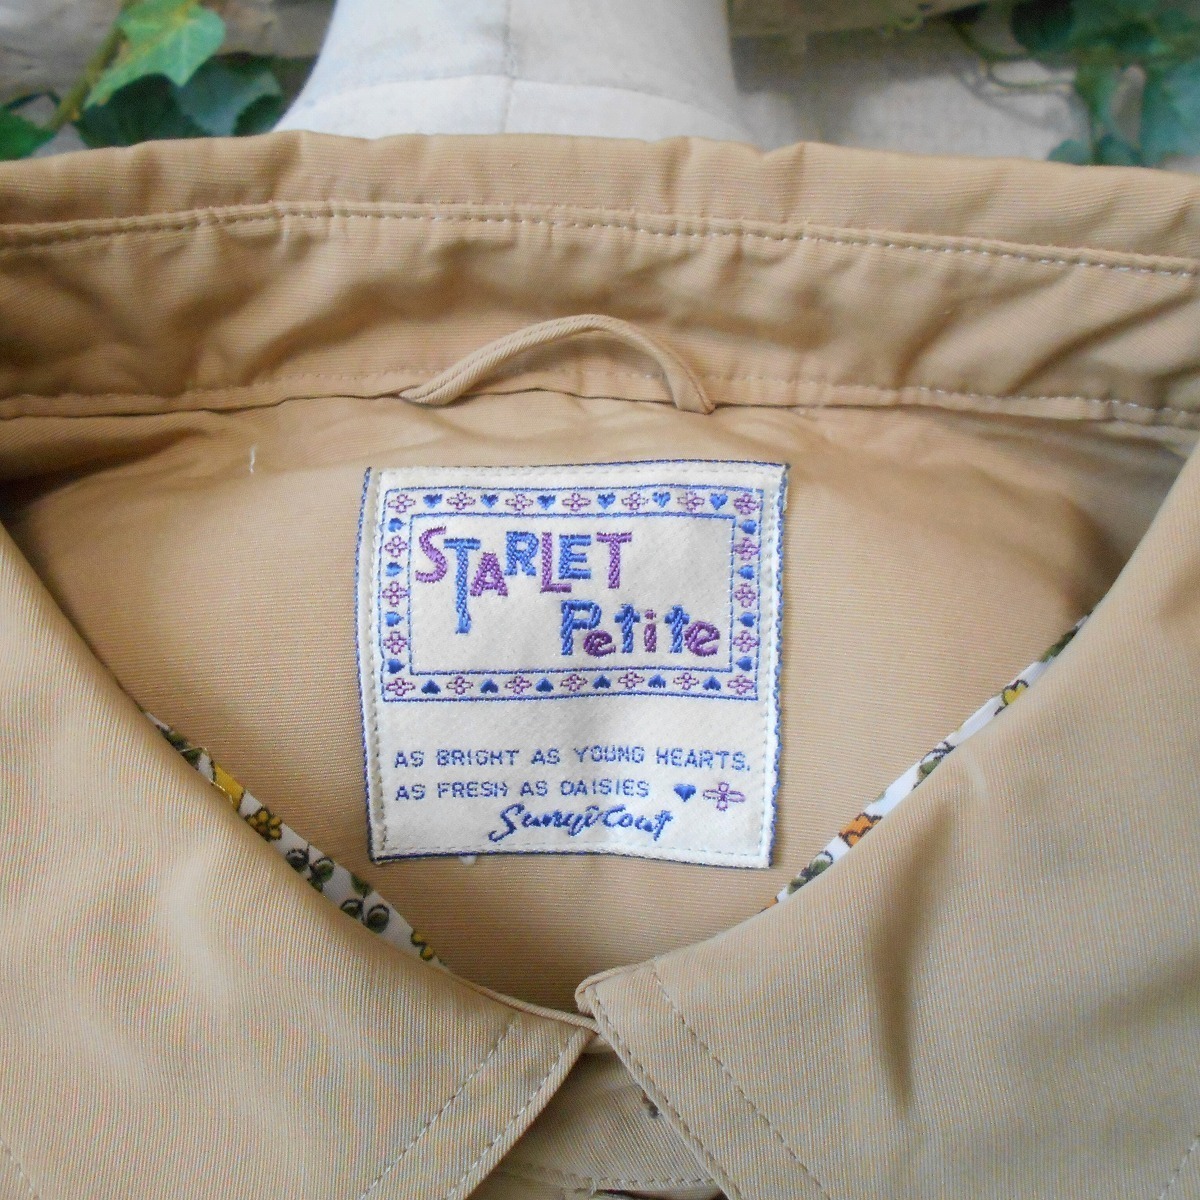 STARLET
Petite
AS BRIGHT AS YOUNG HEARTS.
AS FRESH AS DAISIES